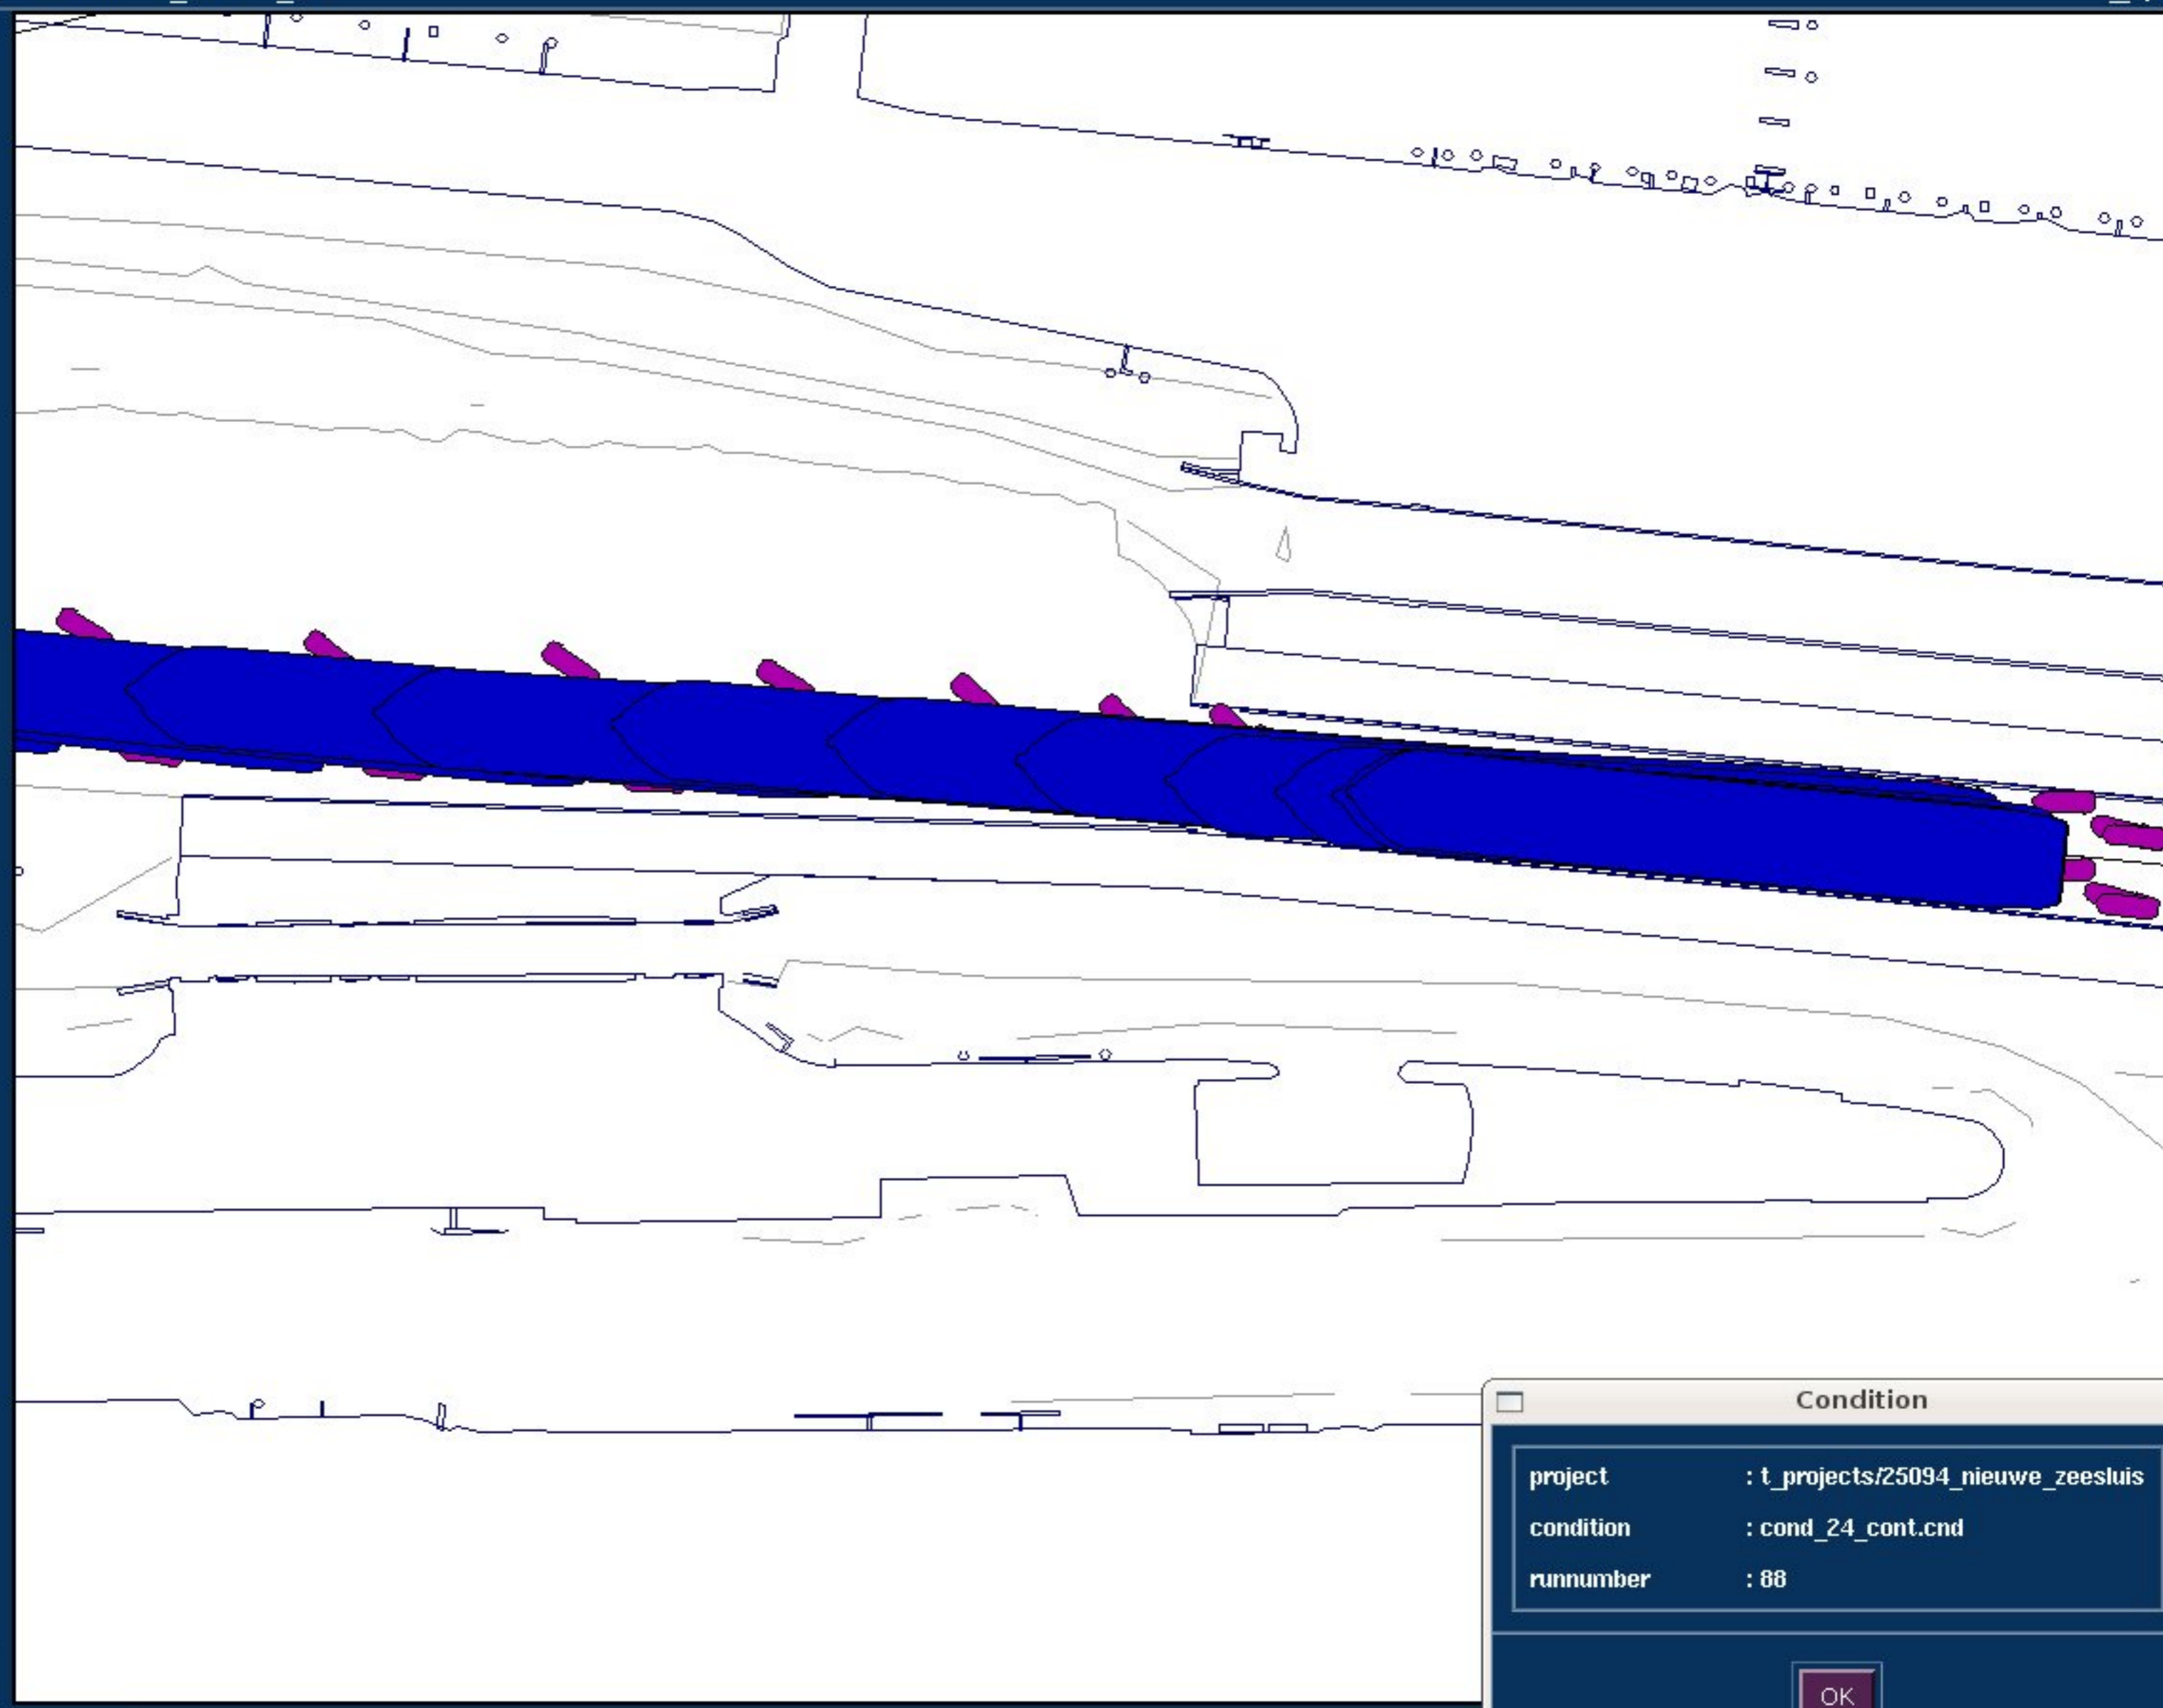 Condition
project : t_projects/25094_nieuwe_zeesluis
condition : cond_24_cont.cnd
runnumber : 88
OK